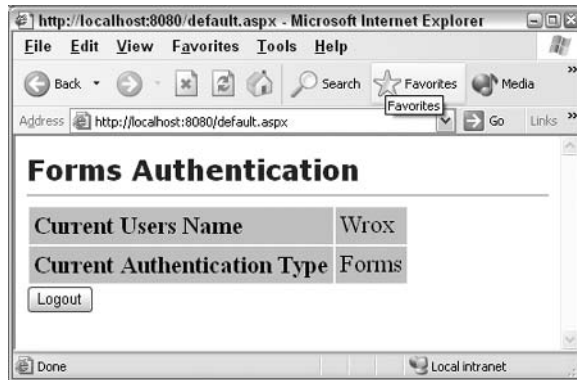 http://localhost:8080/default.aspx - Microsoft Internet Explorer
File Edit View Favorites Tools Help
Back Search Favorites Media »
Favorites
Address http://localhost:8080/default.aspx Go Links »
Forms Authentication
Current Users Name Wrox
Current Authentication Type Forms
Logout
Done Local intranet